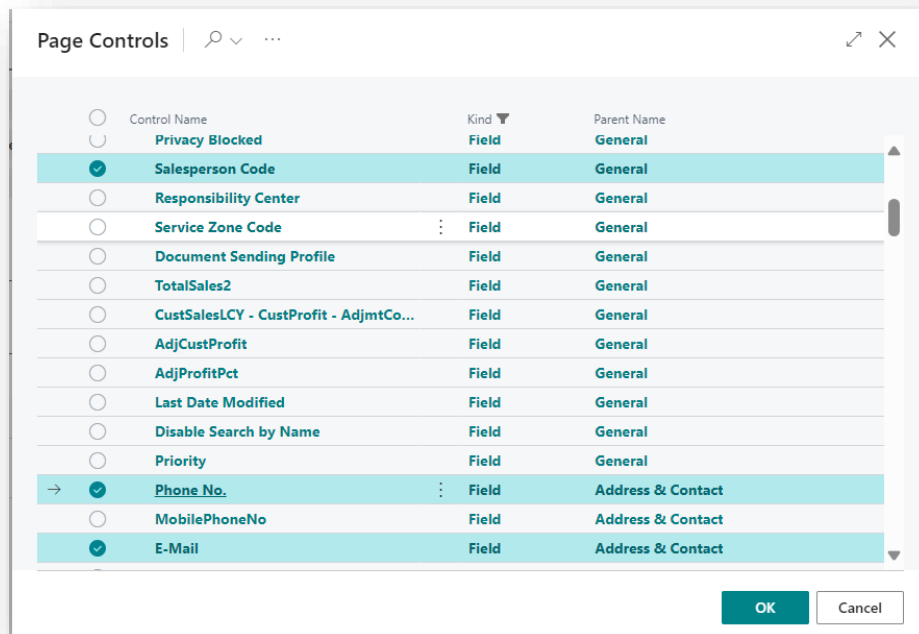 Page Controls
Control Name Kind Parent Name
Privacy Blocked Field General
Salesperson Code Field General
Responsibility Center Field General
Service Zone Code Field General
Document Sending Profile Field General
TotalSales2 Field General
CustSalesLCY - CustProfit - AdjmtCo... Field General
AdjCustProfit Field General
AdjProfitPct Field General
Last Date Modified Field General
Disable Search by Name Field General
Priority Field General
Phone No. Field Address & Contact
MobilePhoneNo Field Address & Contact
E-Mail Field Address & Contact
OK Cancel